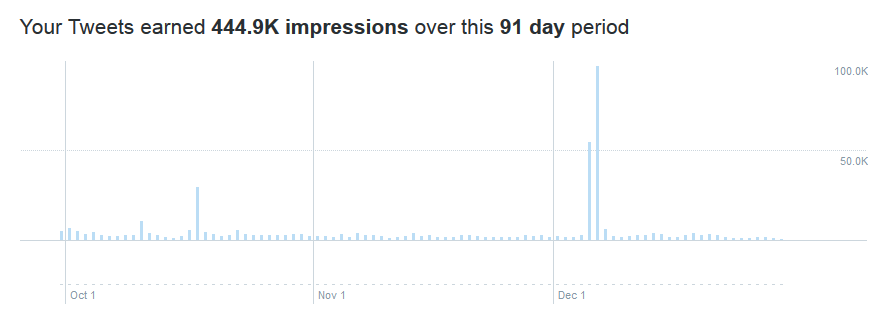 Your Tweets earned 444.9K impressions over this 91 day period
100.0K
50.0K
Oct 1
Nov 1
Dec 1